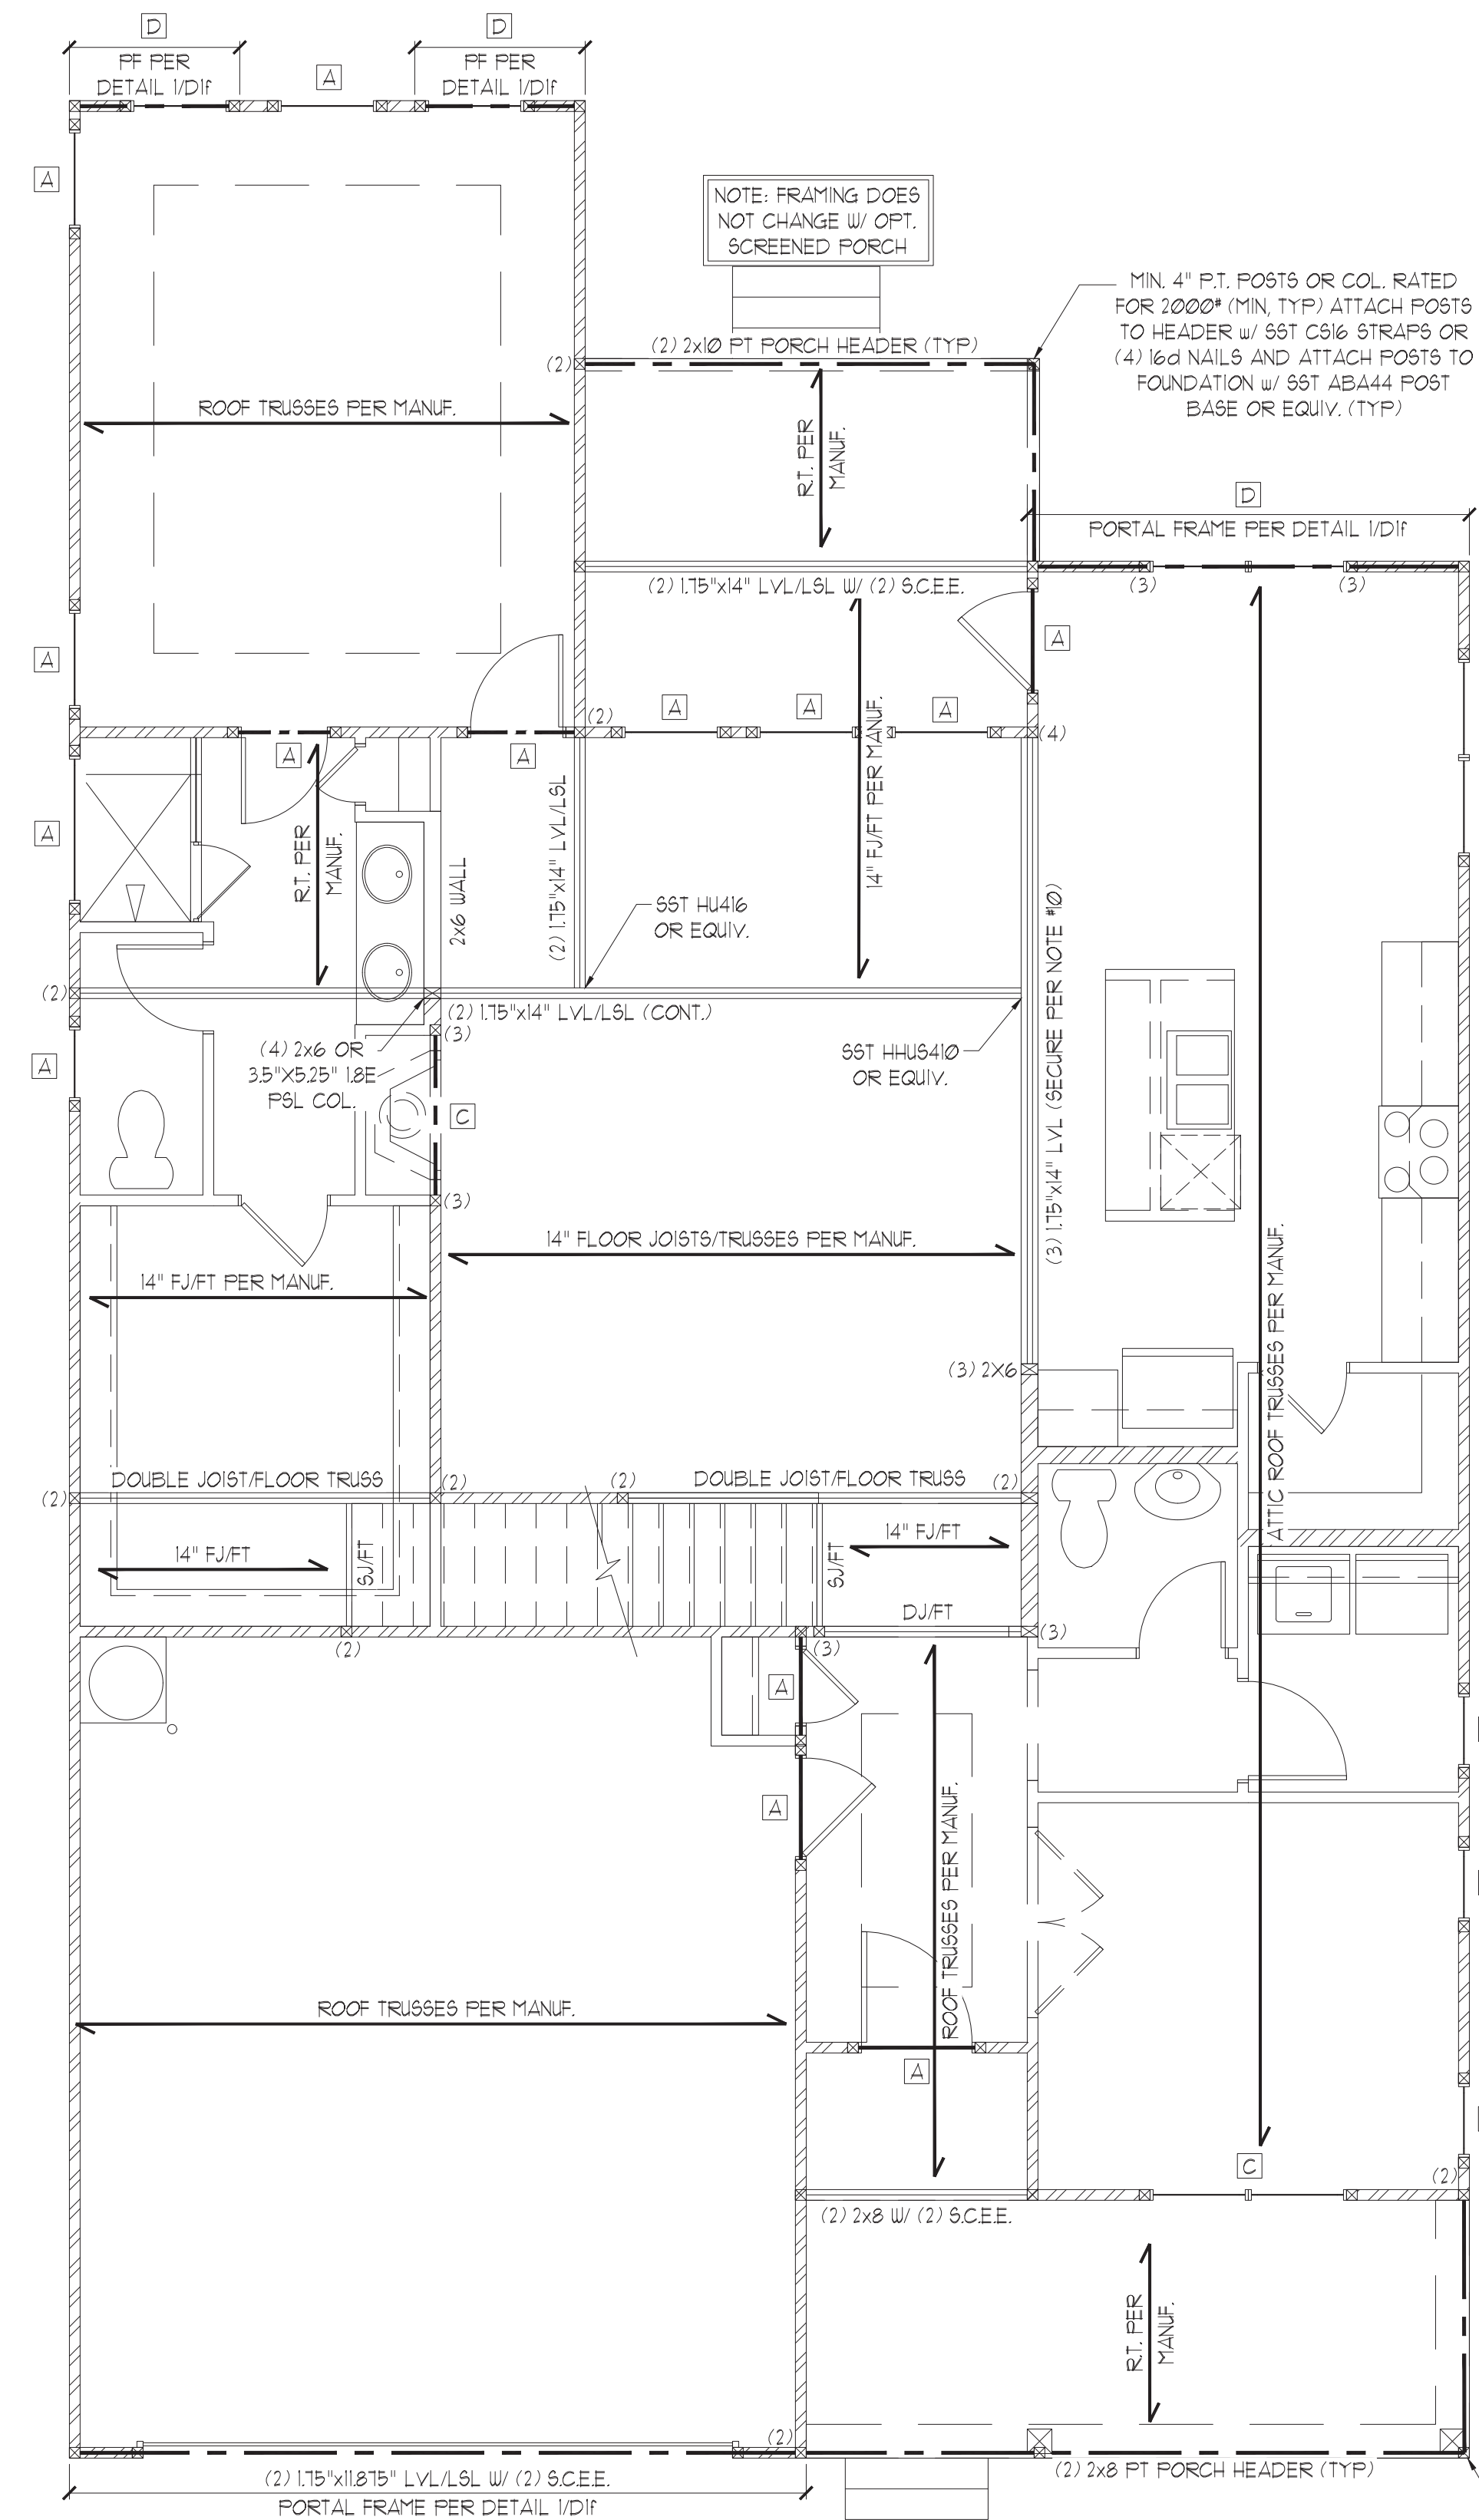 D
D
PF PER
DETAIL 1/D1f
PF PER
DETAIL 1/D1f
A
A
NOTE: FRAMING DOES
NOT CHANGE W/ OPT.
SCREENED PORCH
MIN. 4" P.T. POSTS OR COL. RATED
FOR 2000# (MIN, TYP) ATTACH POSTS
TO HEADER w/ SST CS16 STRAPS OR
(4) 16d NAILS AND ATTACH POSTS TO
FOUNDATION w/ SST ABA44 POST
BASE OR EQUIV. (TYP)
(2) 2x10 PT PORCH HEADER (TYP)
(2)
ROOF TRUSSES PER MANUF.
R.T. PER
MANUF.
D
PORTAL FRAME PER DETAIL 1/D1f
(2) 1.75"x14" LVL/LSL W/ (2) S.C.E.E.
(3)
(3)
A
A
(2)
A
A
A
(4)
A
A
14" FJ/FT PER MANUF.
A
R.T. PER
MANUF.
2x6 WALL
(2) 1.75"x14" LVL/LSL
SST HU416
OR EQUIV.
(3) 1.75"x14" LVL (SECURE PER NOTE #10)
(2)
(2) 1.75"x14" LVL/LSL (CONT.)
(3)
(4) 2x6 OR
3.5"X5.25" 1.8E
PSL COL.
SST HHUS410
OR EQUIV.
A
C
(3)
14" FLOOR JOISTS/TRUSSES PER MANUF.
14" FJ/FT PER MANUF.
ATTIC ROOF TRUSSES PER MANUF.
(3) 2X6
DOUBLE JOIST/FLOOR TRUSS
(2)
(2)
(2)
DOUBLE JOIST/FLOOR TRUSS
(2)
14" FJ/FT
SJ/FT
SJ/FT
14" FJ/FT
DJ/FT
(2)
(3)
(3)
A
A
ROOF TRUSSES PER MANUF.
ROOF TRUSSES PER MANUF.
A
C
(2)
(2) 2x8 W/ (2) S.C.E.E.
R.T. PER
MANUF.
(2)
(2) 1.75"x11.875" LVL/LSL W/ (2) S.C.E.E.
PORTAL FRAME PER DETAIL 1/D1f
(2) 2x8 PT PORCH HEADER (TYP)